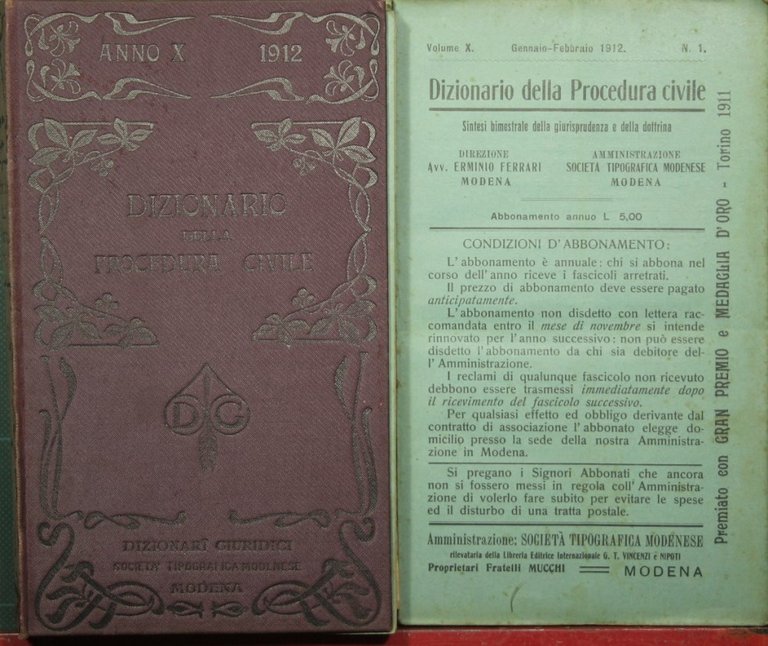 ANNO X 1912
DIZIONARIO
DELLA
PROCEDURA CIVILE
D G
DIZIONARÎ GIURIDICI
SOCIETÀ TIPOGRAFICA MODENESE
MODENA
Volume X. Gennaio-Febbraio 1912. N. 1.
Dizionario della Procedura civile
Sintesi bimestrale della giurisprudenza e della dottrina
DIREZIONE
Avv. ERMINIO FERRARI
MODENA
AMMINISTRAZIONE
SOCIETÀ TIPOGRAFICA MODENESE
MODENA
Abbonamento annuo L 5,00
CONDIZIONI D'ABBONAMENTO:
L'abbonamento è annuale: chi si abbona nel
corso dell'anno riceve i fascicoli arretrati.
Il prezzo di abbonamento deve essere pagato
anticipatamente.
L'abbonamento non disdetto con lettera rac-
comandata entro il mese di novembre si intende
rinnovato per l'anno successivo: non può essere
disdetto l'abbonamento da chi sia debitore del-
l'Amministrazione.
I reclami di qualunque fascicolo non ricevuto
debbono essere trasmessi immediatamente dopo
il ricevimento del fascicolo successivo.
Per qualsiasi effetto ed obbligo derivante dal
contratto di associazione l'abbonato elegge do-
micilio presso la sede della nostra Amministra-
zione in Modena.
Si pregano i Signori Abbonati che ancora
non si fossero messi in regola coll'Amministra-
zione di volerlo fare subito per evitare le spese
ed il disturbo di una tratta postale.
Amministrazione: SOCIETÀ TIPOGRAFICA MODENESE
rilevataria della Libreria Editrice Internazionale G. T. VINCENZI e NIPOTI
Proprietari Fratelli MUCCHI MODENA
Premiato con GRAN PREMIO e MEDAGLIA D'ORO - Torino 1911